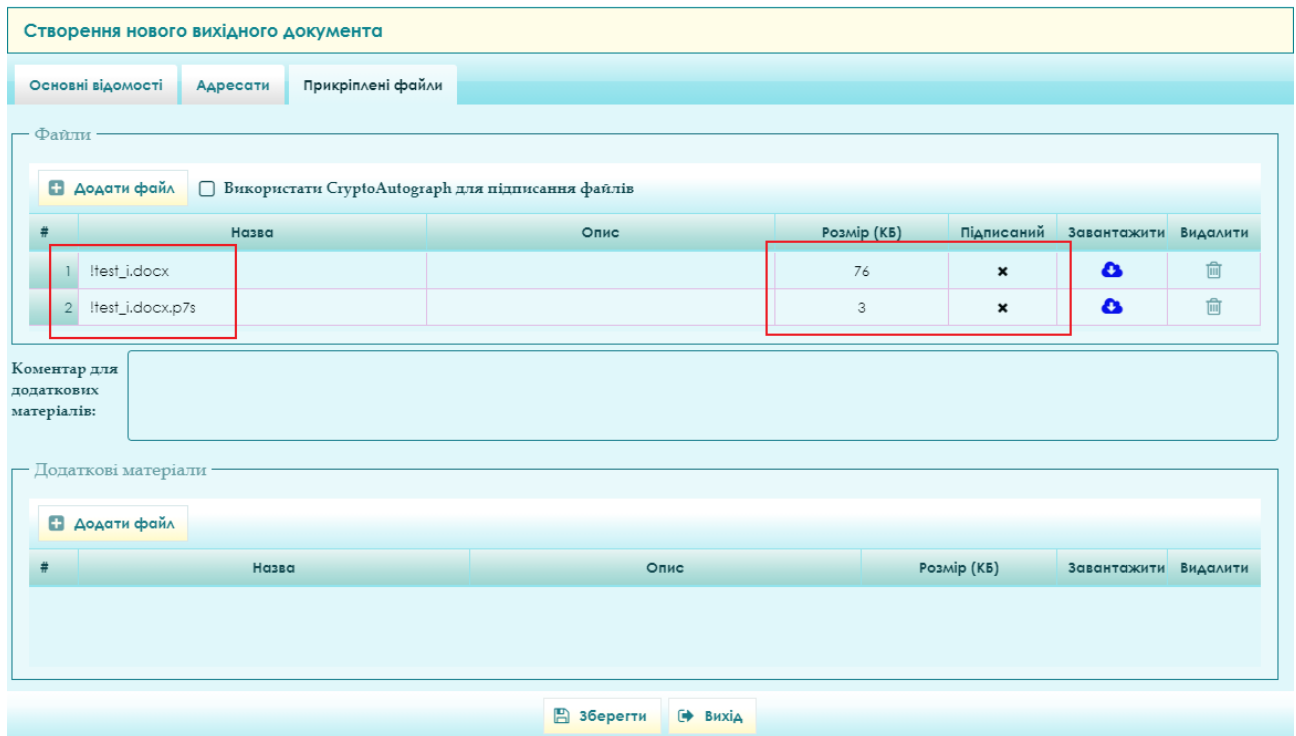 Створення нового вихідного документа
Основні відомості Адресати Прикріплені файли
Файли
Додати файл Використати CryptoAutograph для підписання файлів
# Назва Опис Розмір (КБ) Підписаний Завантажити Видалити
1 !test_i.docx 76
2 !test_i.docx.p7s 3
Коментар для
додаткових
матеріалів:
Додаткові матеріали
Додати файл
# Назва Опис Розмір (КБ) Завантажити Видалити
Зберегти Вихід